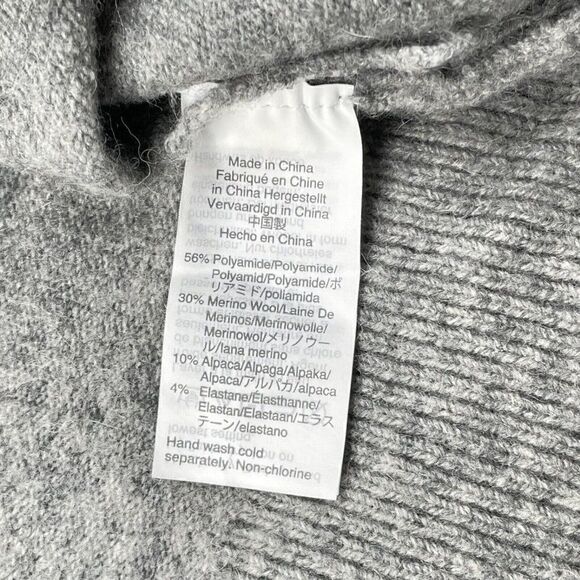 Made in China
Fabriqué en Chine
in China Hergestellt
Vervaardigd in China
中国製
Hecho en China
56% Polyamide/Polyamide/
Polyamid/Polyamide/ポ
リアミド/poliamida
30% Merino Wool/Laine De
Merinos/Merinowolle/
Merinowol/メリノウー
ル/lana merino
10% Alpaca/Alpaga/Alpaka/
Alpaca/アルパカ/alpaca
4% Elastane/Élasthanne/
Elastan/Elastaan/エラス
テーン/elastano
Hand wash cold
separately. Non-chlorine